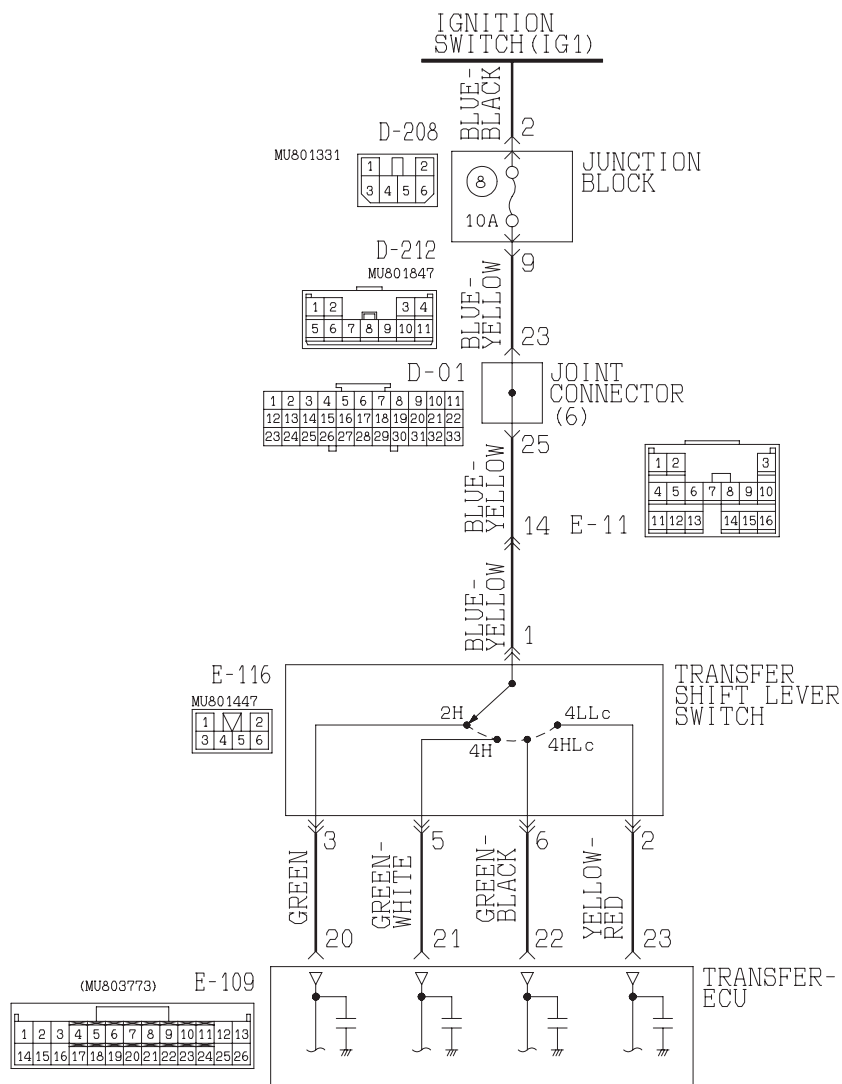 IGNITION
SWITCH(IG1)
BLUE-
BLACK
2
D-208
MU801331
1 2
3 4 5 6
JUNCTION
BLOCK
8
10A
D-212
MU801847
1 2 3 4
5 6 7 8 9 10 11
9
BLUE-
YELLOW
23
D-01
1 2 3 4 5 6 7 8 9 10 11
12 13 14 15 16 17 18 19 20 21 22
23 24 25 26 27 28 29 30 31 32 33
JOINT
CONNECTOR
(6)
25
BLUE-
YELLOW
14 E-11
1 2 3
4 5 6 7 8 9 10
11 12 13 14 15 16
BLUE-
YELLOW
1
E-116
MU801447
1 2
3 4 5 6
TRANSFER
SHIFT LEVER
SWITCH
2H 4LLc
4H 4HLc
3 5 6 2
GREEN
GREEN-
WHITE
GREEN-
BLACK
YELLOW-
RED
20 21 22 23
(MU803773) E-109
1 2 3 4 5 6 7 8 9 10 11 12 13
14 15 16 17 18 19 20 21 22 23 24 25 26
TRANSFER-
ECU